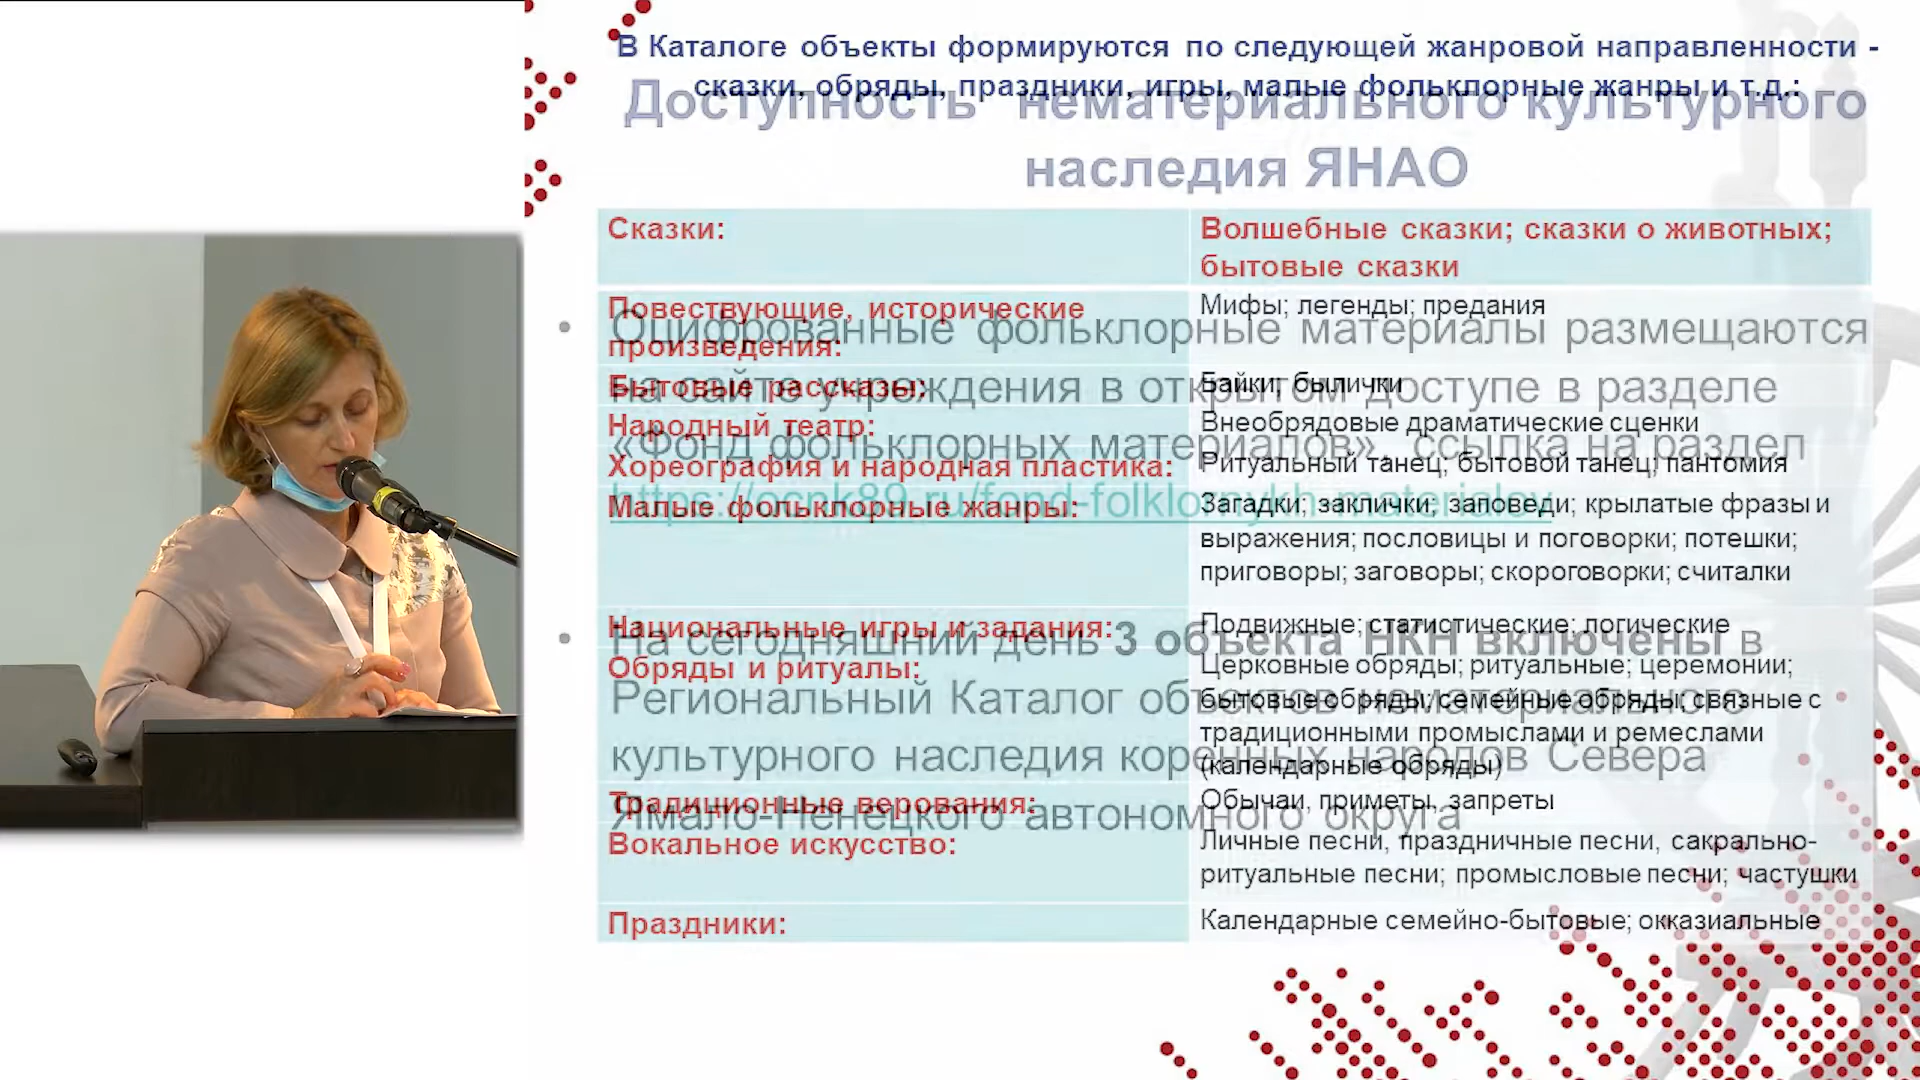 В Каталоге объекты формируются по следующей жанровой направленности -
сказки, обряды, праздники, игры, малые фольклорные жанры и т.д.:
Доступность нематериального культурного
наследия ЯНАО
Сказки:
Волшебные сказки; сказки о животных;
бытовые сказки
Повествующие, исторические
произведения:
Мифы; легенды; предания
Бытовые рассказы:
Байки; былички
Народный театр:
Внеобрядовые драматические сценки
Хореография и народная пластика:
Ритуальный танец; бытовой танец; пантомия
Малые фольклорные жанры:
Загадки; заклички; заповеди; крылатые фразы и
выражения; пословицы и поговорки; потешки;
приговоры; заговоры; скороговорки; считалки
Национальные игры и задания:
Подвижные; статистические; логические
Обряды и ритуалы:
Церковные обряды; ритуальные; церемонии;
бытовые обряды; семейные обряды; связные с
традиционными промыслами и ремеслами
(календарные обряды)
Традиционные верования:
Обычаи, приметы, запреты
Вокальное искусство:
Личные песни, праздничные песни, сакрально-
ритуальные песни; промысловые песни; частушки
Праздники:
Календарные семейно-бытовые; окказиальные
• Оцифрованные фольклорные материалы размещаются
на сайте учреждения в открытом доступе в разделе
«Фонд фольклорных материалов», ссылка на раздел
https://ocnk89.ru/fond-folklornykh-materialov
• На сегодняшний день 3 объекта НКН включены в
Региональный Каталог объектов нематериального
культурного наследия коренных народов Севера
Ямало-Ненецкого автономного округа